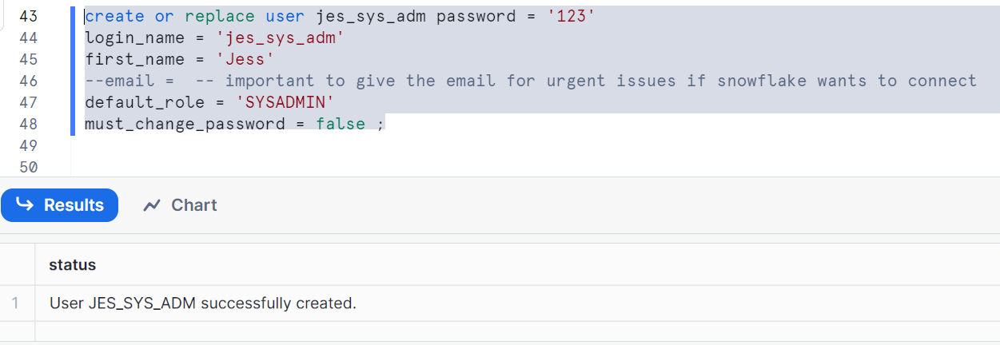 43 create or replace user jes_sys_adm password = '123'
44 login_name = 'jes_sys_adm'
45 first_name = 'Jess'
46 --email =  -- important to give the email for urgent issues if snowflake wants to connect
47 default_role = 'SYSADMIN'
48 must_change_password = false ;
49
50
Results Chart
status
1 User JES_SYS_ADM successfully created.